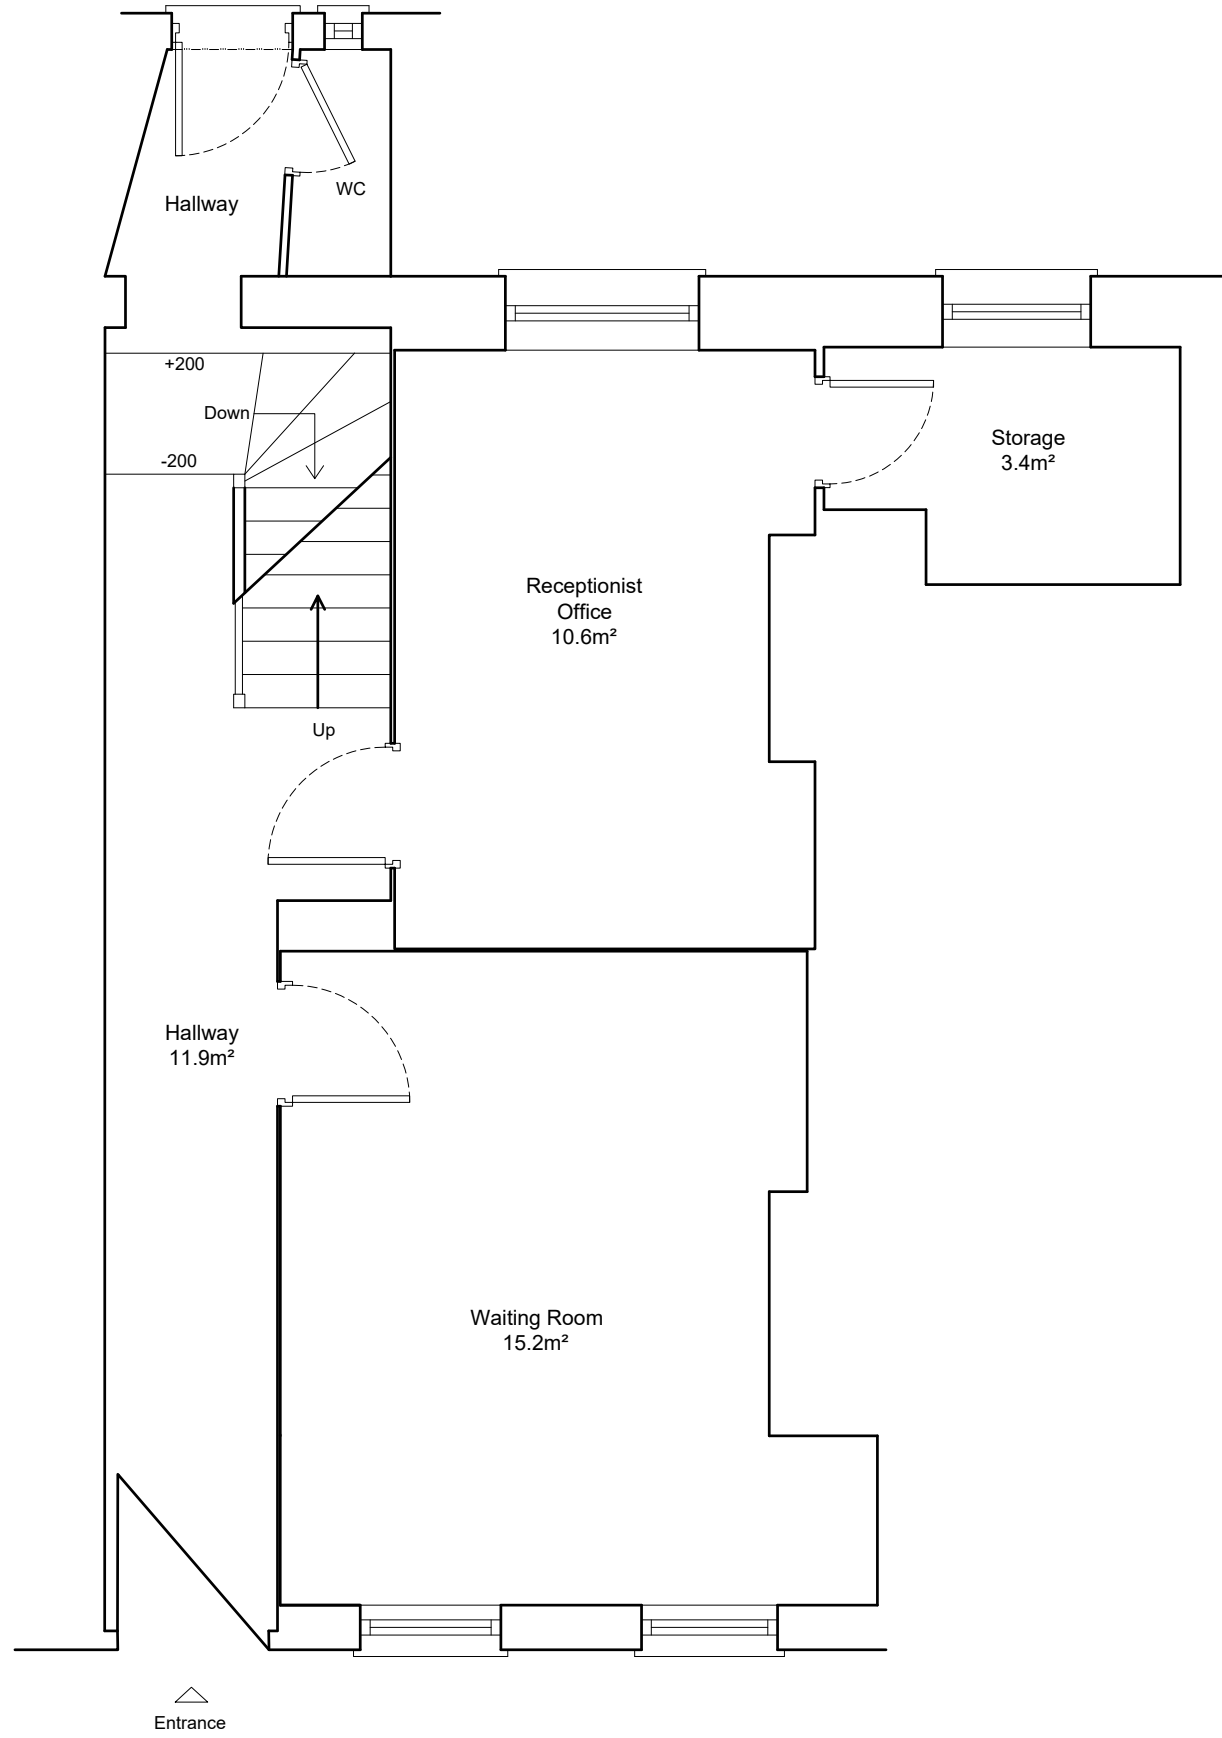 WC
Hallway
+200
Down
-200
Storage
3.4m²
Receptionist
Office
10.6m²
Up
Hallway
11.9m²
Waiting Room
15.2m²
Entrance